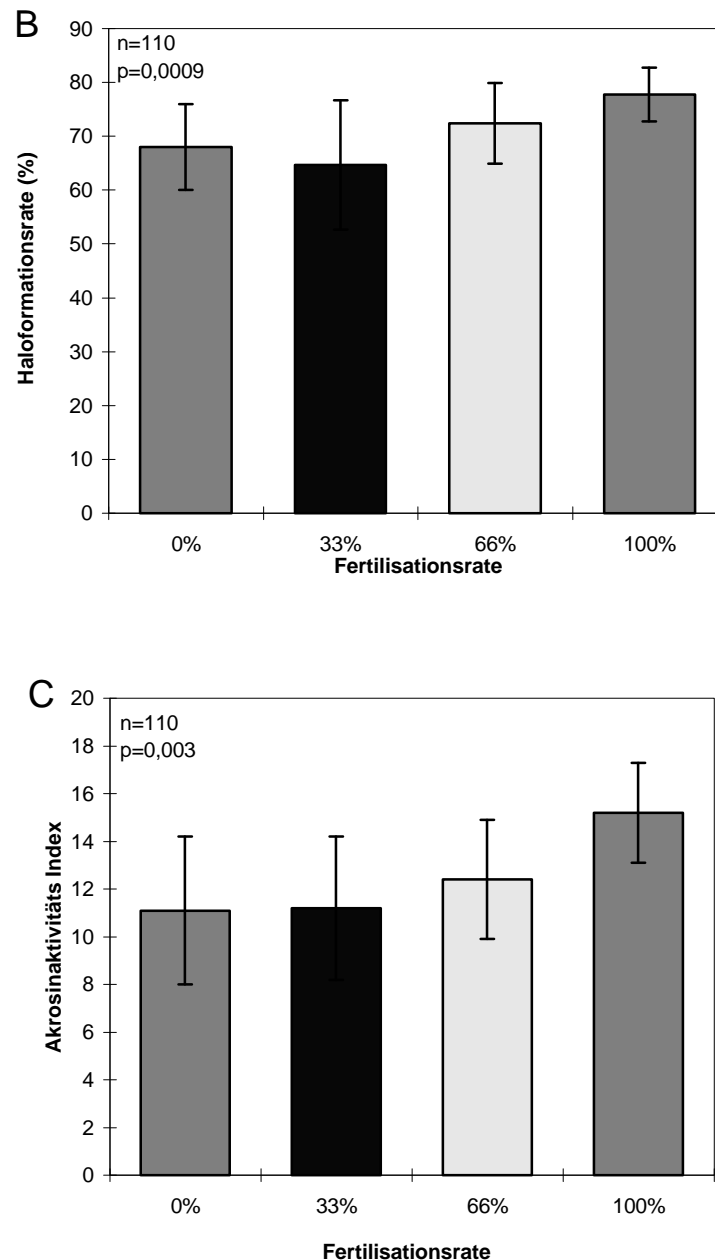 B
n=110
p=0,0009
Haloformationsrate (%)
90
80
70
60
50
40
30
20
10
0
0% 33% 66% 100%
Fertilisationsrate
C
n=110
p=0,003
Akrosinaktivitäts Index
20
18
16
14
12
10
8
6
4
2
0
0% 33% 66% 100%
Fertilisationsrate